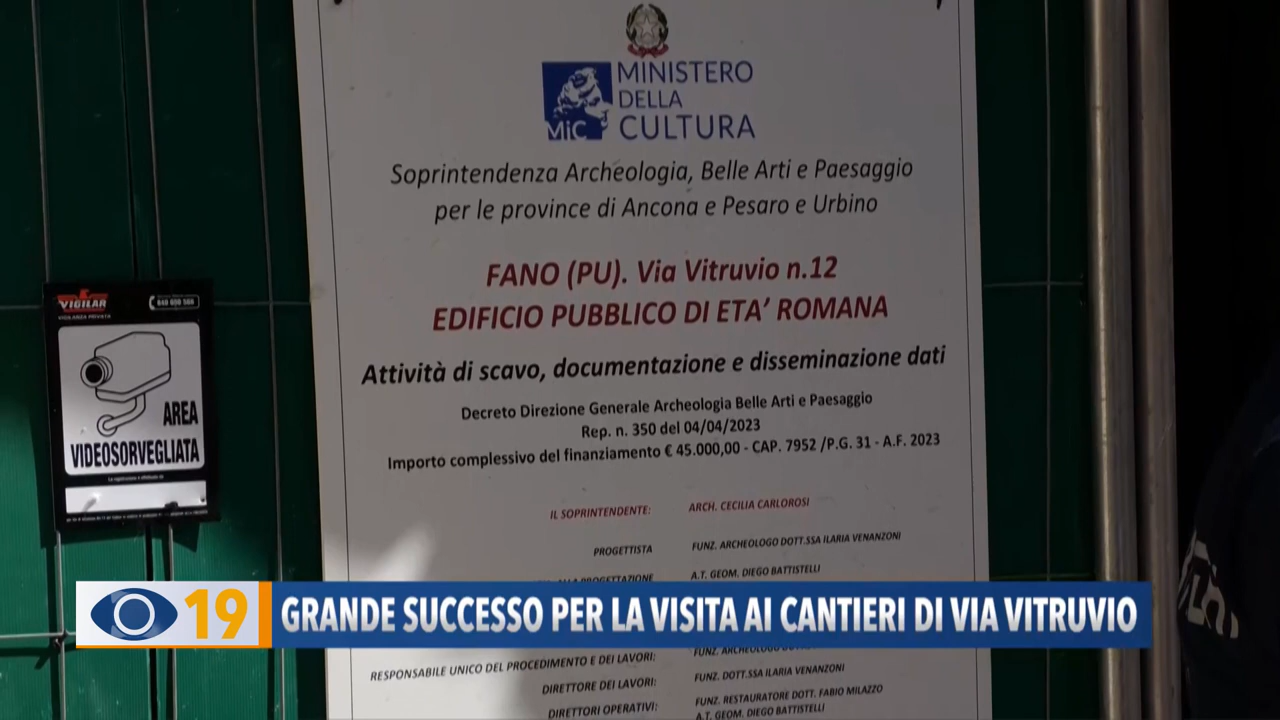 MiC
MINISTERO
DELLA
CULTURA
Soprintendenza Archeologia, Belle Arti e Paesaggio
per le province di Ancona e Pesaro e Urbino
FANO (PU). Via Vitruvio n.12
EDIFICIO PUBBLICO DI ETA' ROMANA
Attività di scavo, documentazione e disseminazione dati
Decreto Direzione Generale Archeologia Belle Arti e Paesaggio
Rep. n. 350 del 04/04/2023
Importo complessivo del finanziamento € 45.000,00 - CAP. 7952 /P.G. 31 - A.F. 2023
IL SOPRINTENDENTE: ARCH. CECILIA CARLOROSI
PROGETTISTA FUNZ. ARCHEOLOGO DOTT.SSA ILARIA VENANZONI
A.T. GEOM. DIEGO BATTISTELLI
RESPONSABILE UNICO DEL PROCEDIMENTO E DEI LAVORI: FUNZ. ARCHEOLOGO
DIRETTORE DEI LAVORI: FUNZ. DOTT.SSA ILARIA VENANZONI
DIRETTORI OPERATIVI: FUNZ. RESTAURATORE DOTT. FABIO MILAZZO
A.T. GEOM. DIEGO BATTISTELLI
VIGILAR
VIGILANZA PRIVATA
AREA
VIDEOSORVEGLIATA
19 GRANDE SUCCESSO PER LA VISITA AI CANTIERI DI VIA VITRUVIO